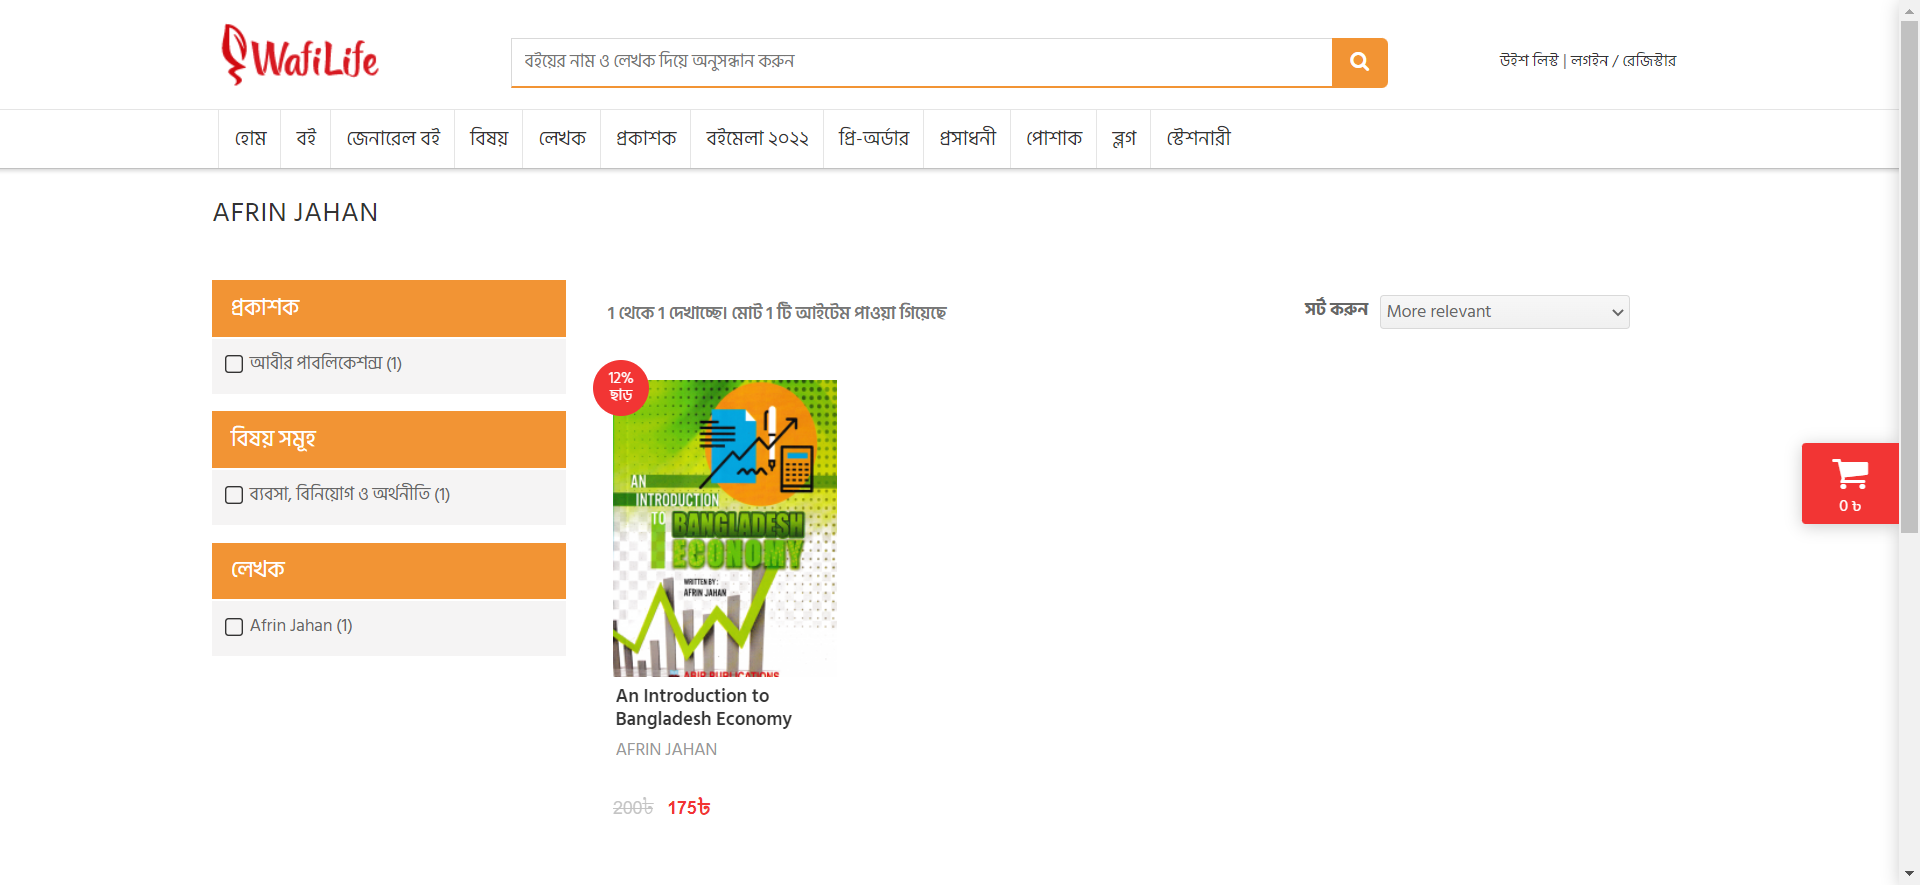 WafiLife
বইয়ের নাম ও লেখক দিয়ে অনুসন্ধান করুন
উইশ লিস্ট | লগইন / রেজিস্টার
হোম বই জেনারেল বই বিষয় লেখক প্রকাশক বইমেলা ২০২২ প্রি-অর্ডার প্রসাধনী পোশাক ব্লগ স্টেশনারী
AFRIN JAHAN
প্রকাশক
আবীর পাবলিকেশন্স (1)
বিষয় সমূহ
ব্যবসা, বিনিয়োগ ও অর্থনীতি (1)
লেখক
Afrin Jahan (1)
1 থেকে 1 দেখাচ্ছে। মোট 1 টি আইটেম পাওয়া গিয়েছে
সর্ট করুন More relevant
12%
ছাড়
AN
INTRODUCTION
TO BANGLADESH
ECONOMY
WRITTEN BY :
AFRIN JAHAN
ABIR PUBLICATIONS
An Introduction to
Bangladesh Economy
AFRIN JAHAN
200৳ 175৳
0 ৳